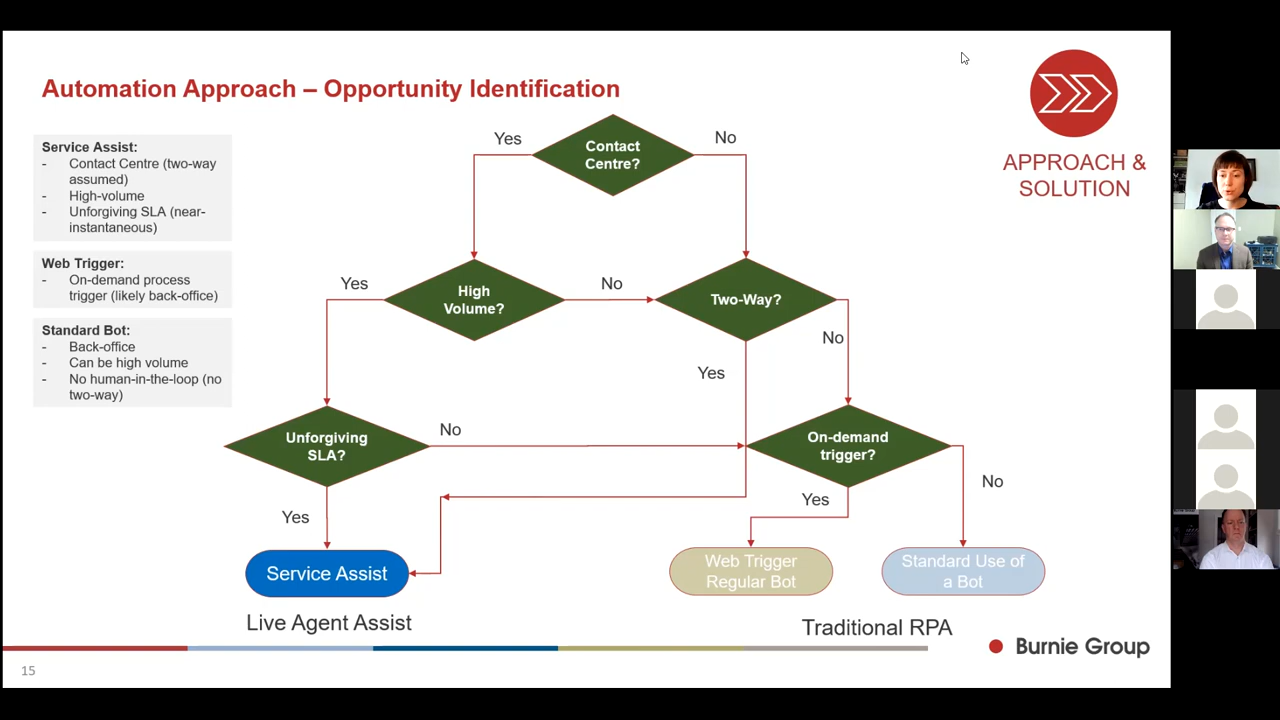 Automation Approach – Opportunity Identification
APPROACH &
SOLUTION
Service Assist:
- Contact Centre (two-way
assumed)
- High-volume
- Unforgiving SLA (near-
instantaneous)
Web Trigger:
- On-demand process
trigger (likely back-office)
Standard Bot:
- Back-office
- Can be high volume
- No human-in-the-loop (no
two-way)
Yes
Contact
Centre?
No
Yes
High
Volume?
No
Two-Way?
No
Yes
Unforgiving
SLA?
No
On-demand
trigger?
Yes
Yes
No
Service Assist
Web Trigger
Regular Bot
Standard Use of
a Bot
Live Agent Assist
Traditional RPA
Burnie Group
15